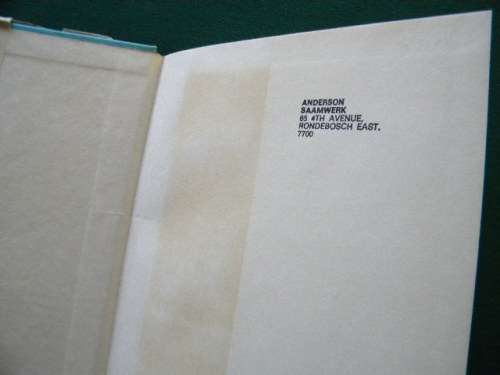 ANDERSON
SAAMWERK
65 4TH AVENUE,
RONDEBOSCH EAST.
7700